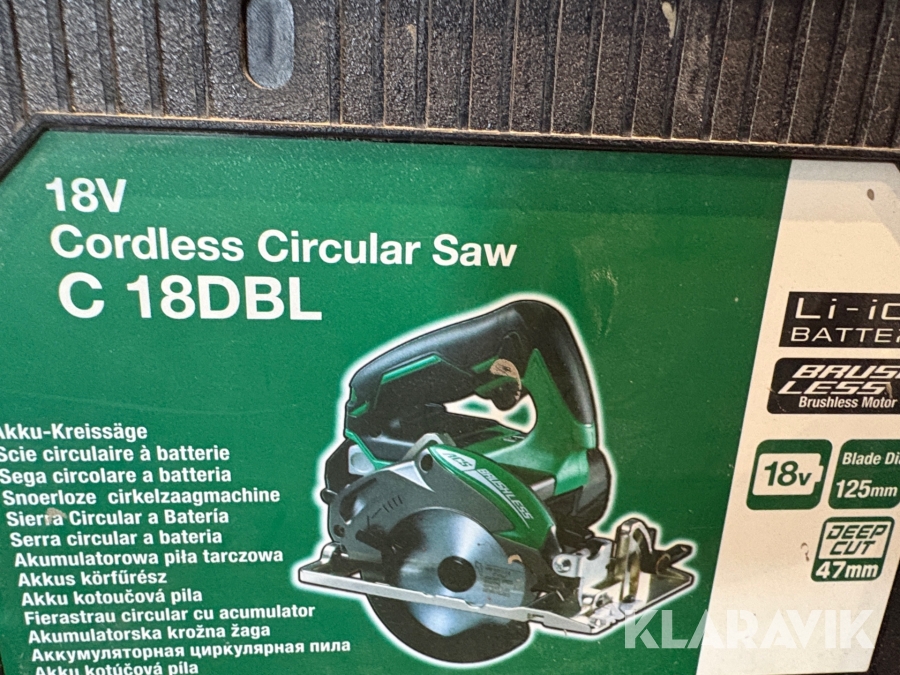 18V
Cordless Circular Saw
C 18DBL
Akku-Kreissäge
Scie circulaire à batterie
Sega circolare a batteria
Snoerloze cirkelzaagmachine
Sierra Circular a Batería
Serra circular a bateria
Akumulatorowa piła tarczowa
Akkus körfűrész
Akku kotoučová pila
Fierastrau circular cu acumulator
Akumulatorska krožna žaga
Аккумуляторная циркулярная пила
Akku kotúčová píla
BRUSHLESS
Li-io
BATTE
BRUS
LESS
Brushless Motor
18v
Blade Di
125mm
DEEP
CUT
47mm
KLARAVIK